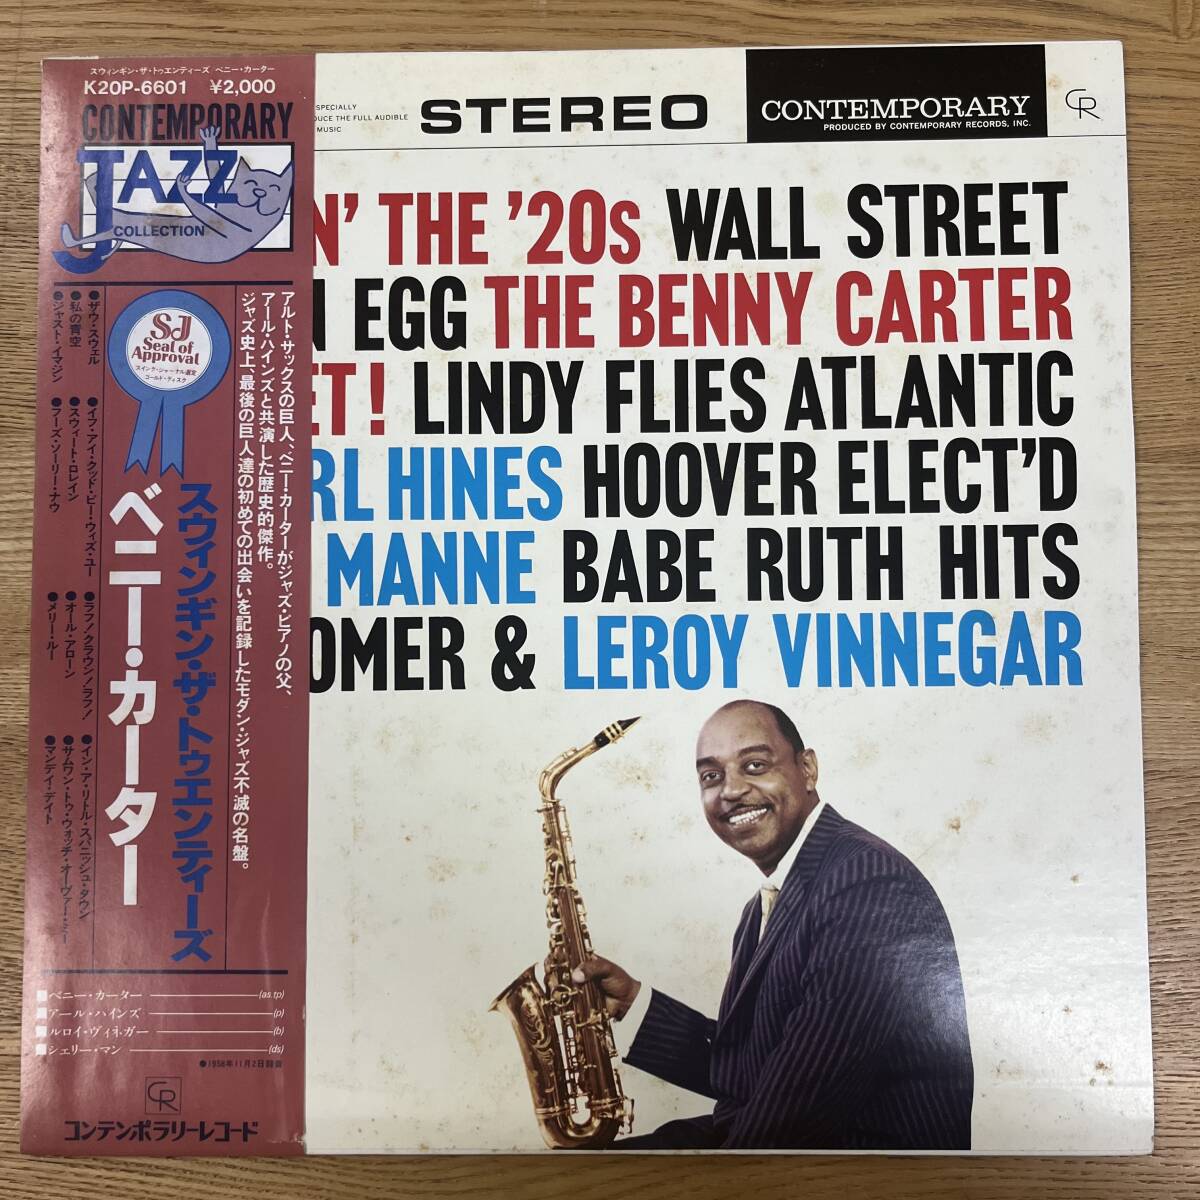 スウィンギン・ザ・トゥエンティーズ ベニー・カーター
K20P-6601 ¥2,000
CONTEMPORARY
JAZZ
COLLECTION
SJ
Seal of
Approval
スイング・ジャーナル選定
ゴールド・ディスク
アルト・サックスの巨人、ベニー・カーターがジャズ・ピアノの父、
アール・ハインズと共演した歴史的傑作。
ジャズ史上、最後の巨人達の初めての出会いを記録したモダン・ジャズ不滅の名盤。
スウィンギン・ザ・トゥエンティーズ
ベニー・カーター
●ザウ・スウェル
●私の青空
●ジャスト・イマジン
●イフ・アイ・クッド・ビー・ウィズ・ユー
●スウィート・ロレイン
●フーズ・ソーリー・ナウ
●ラフ!クラウン!ラフ!
●オール・アローン
●メリー・ルー
●イン・ア・リトル・スパニッシュ・タウン
●サムワン・トゥ・ウォッチ・オーヴァー・ミー
●マンデイ・デイト
■ベニー・カーター (as.tp)
■アール・ハインズ (p)
■ルロイ・ヴィネガー (b)
■シェリー・マン (ds)
●1958年11月2日録音
CR
コンテンポラリーレコード
SPECIALLY
DUCE THE FULL AUDIBLE
MUSIC
STEREO
CONTEMPORARY
PRODUCED BY CONTEMPORARY RECORDS, INC.
CR
N' THE '20s WALL STREET
N EGG THE BENNY CARTER
ET! LINDY FLIES ATLANTIC
RL HINES HOOVER ELECT'D
MANNE BABE RUTH HITS
OMER & LEROY VINNEGAR